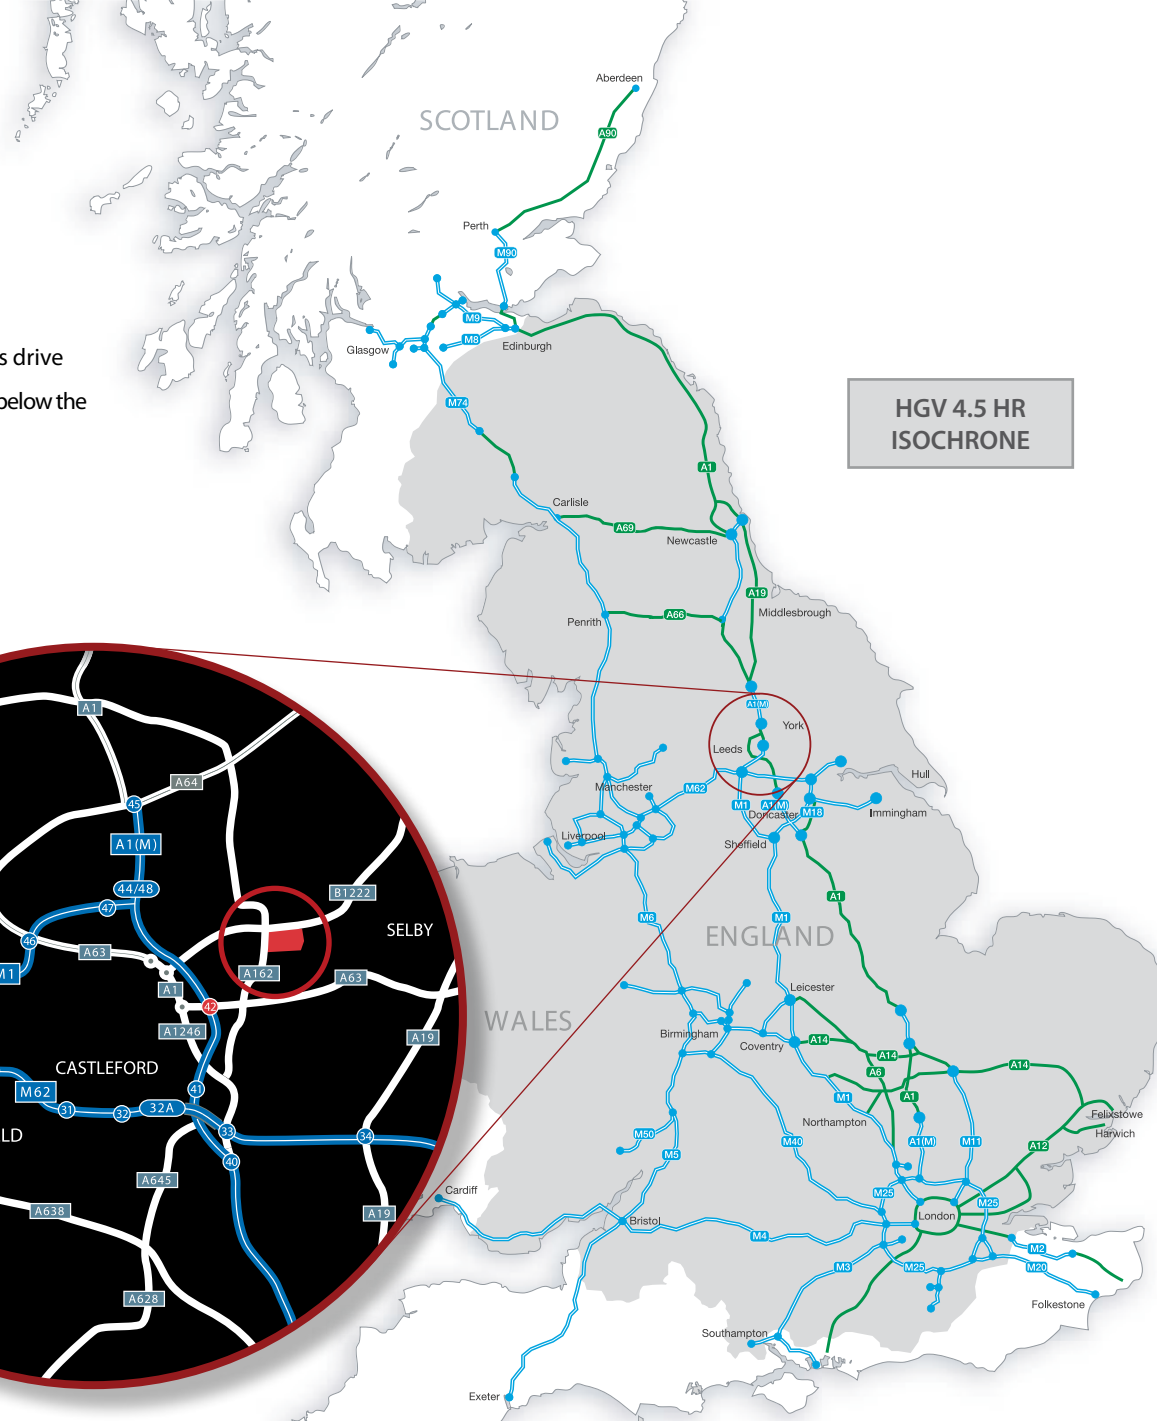 Aberdeen
SCOTLAND
A90
Perth
M90
M9
M8
Glasgow
Edinburgh
s drive
below the
M74
HGV 4.5 HR
ISOCHRONE
A1
Carlisle
A69
Newcastle
A19
Middlesbrough
A66
Penrith
A1(M)
York
Leeds
Hull
Manchester
M62
M1
A1(M)
Doncaster
M18
Immingham
Liverpool
Sheffield
A1
M6
M1
ENGLAND
WALES
Leicester
Birmingham
Coventry
A14
A14
A14
A6
A1
M1
Northampton
Felixstowe
Harwich
M50
M5
M40
A1(M)
M11
A12
Cardiff
M25
M25
London
Bristol
M4
M3
M25
M2
M20
Folkestone
Southampton
Exeter
A1
A64
45
A1(M)
44/48
47
B1222
46
A63
SELBY
M1
A162
A63
A1
42
A1246
A19
CASTLEFORD
M62
41
31
32
32A
33
34
LD
40
A645
A638
A19
A628